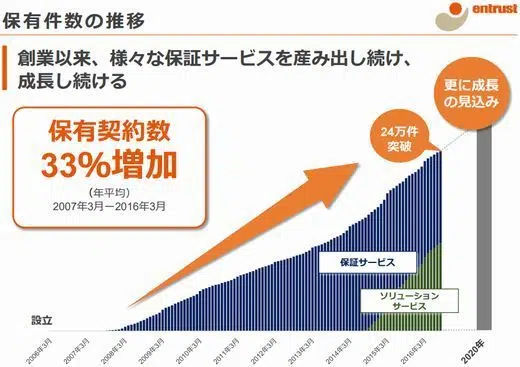 保有件数の推移
entrust
創業以来、様々な保証サービスを産み出し続け、
成長し続ける
更に成長
の見込み
保有契約数
33%増加
(年平均)
2007年3月ー2016年3月
24万件
突破
保証サービス
ソリューション
サービス
設立
2006年3月
2007年3月
2008年3月
2009年3月
2010年3月
2011年3月
2012年3月
2013年3月
2014年3月
2015年3月
2016年3月
2020年